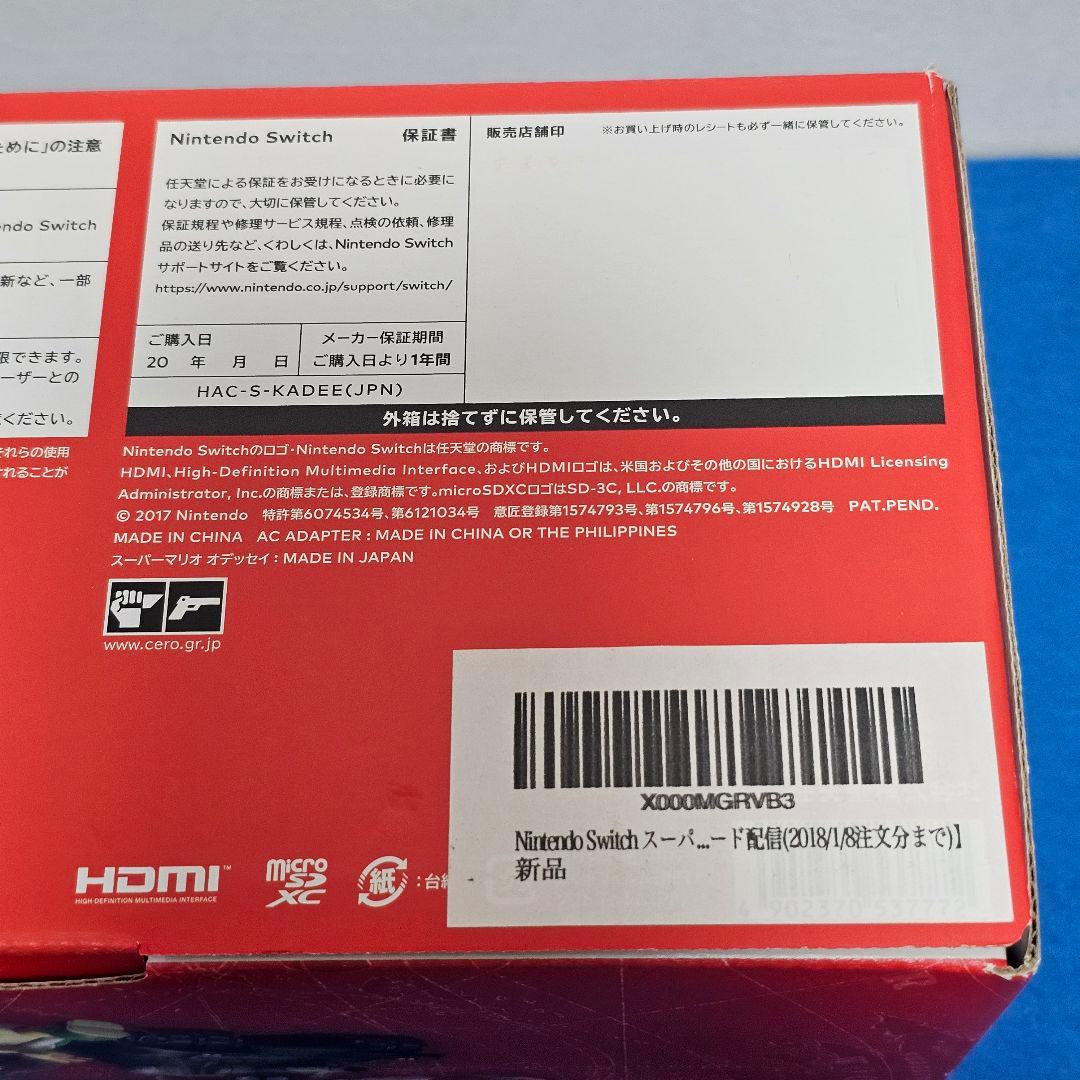 ために」の注意
ndo Switch
新など、一部
限できます。
ーザーとの
ください。
それらの使用
されることが
Nintendo Switch 保証書
任天堂による保証をお受けになるときに必要に
なりますので、大切に保管してください。
保証規程や修理サービス規程、点検の依頼、修理
品の送り先など、くわしくは、Nintendo Switch
サポートサイトをご覧ください。
https://www.nintendo.co.jp/support/switch/
ご購入日
20 年 月 日
メーカー保証期間
ご購入日より1年間
HAC-S-KADEE(JPN)
販売店舗印 ※お買い上げ時のレシートも必ず一緒に保管してください。
外箱は捨てずに保管してください。
Nintendo Switchのロゴ・Nintendo Switchは任天堂の商標です。
HDMI、High-Definition Multimedia Interface、およびHDMIロゴは、米国およびその他の国におけるHDMI Licensing
Administrator, Inc.の商標または、登録商標です。microSDXCロゴはSD-3C, LLC.の商標です。
© 2017 Nintendo 特許第6074534号、第6121034号 意匠登録第1574793号、第1574796号、第1574928号 PAT.PEND.
MADE IN CHINA AC ADAPTER : MADE IN CHINA OR THE PHILIPPINES
スーパーマリオ オデッセイ : MADE IN JAPAN
www.cero.gr.jp
HDMI™
HIGH-DEFINITION MULTIMEDIA INTERFACE
micro
SD
XC
紙
:台紙
X000MGRVB3
Nintendo Switch スーパ...ード配信(2018/1/8注文分まで)】
新品
4 902370 537772